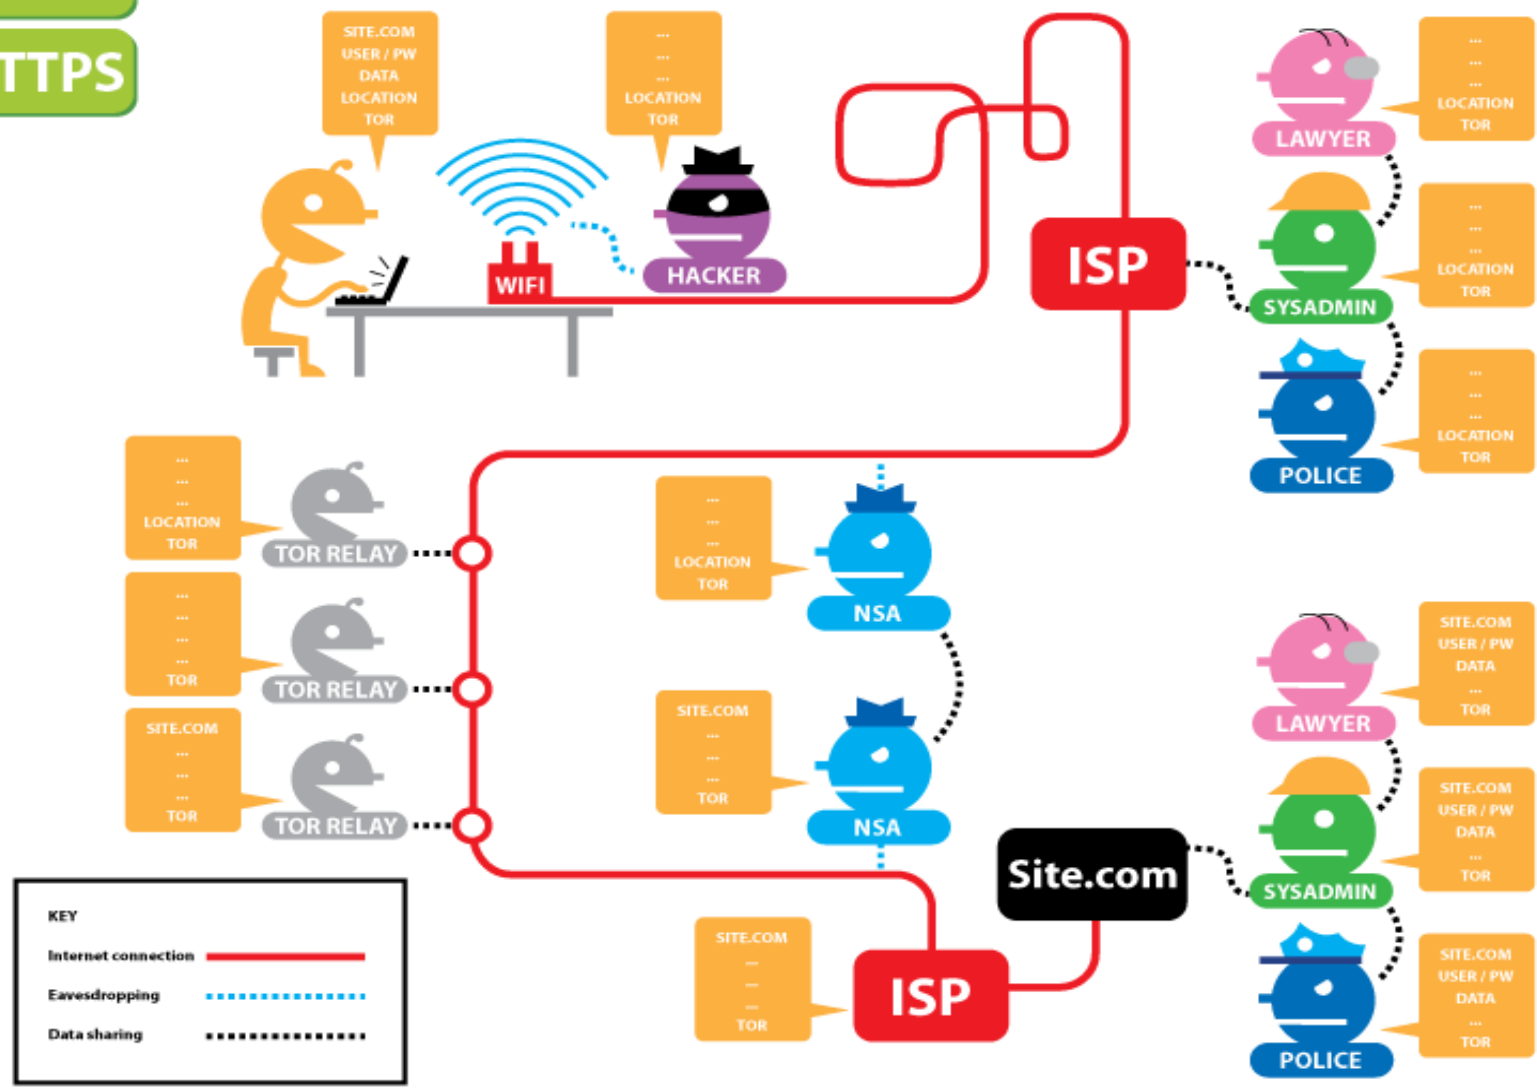 TTPS
SITE.COM
USER / PW
DATA
LOCATION
TOR
...
...
...
LOCATION
TOR
WIFI
HACKER
ISP
...
...
...
LOCATION
TOR
LAWYER
...
...
...
LOCATION
TOR
SYSADMIN
...
...
...
LOCATION
TOR
POLICE
...
...
...
LOCATION
TOR
TOR RELAY
...
...
...
...
TOR
TOR RELAY
SITE.COM
...
...
...
TOR
TOR RELAY
...
...
...
LOCATION
TOR
NSA
SITE.COM
...
...
...
TOR
NSA
SITE.COM
USER / PW
DATA
...
TOR
LAWYER
SITE.COM
USER / PW
DATA
...
TOR
SYSADMIN
SITE.COM
USER / PW
DATA
...
TOR
POLICE
Site.com
SITE.COM
...
...
...
TOR
ISP
KEY
Internet connection
Eavesdropping
Data sharing